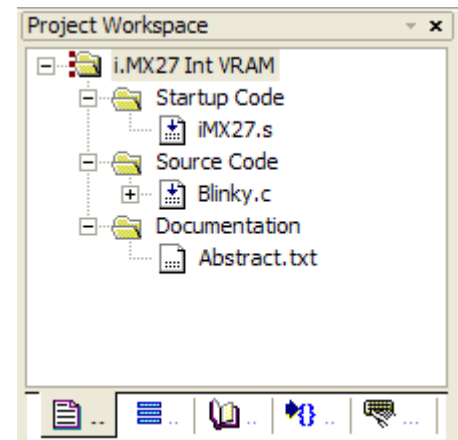 Project Workspace
i.MX27 Int VRAM
Startup Code
iMX27.s
Source Code
Blinky.c
Documentation
Abstract.txt
.. .. .. {} .. ...